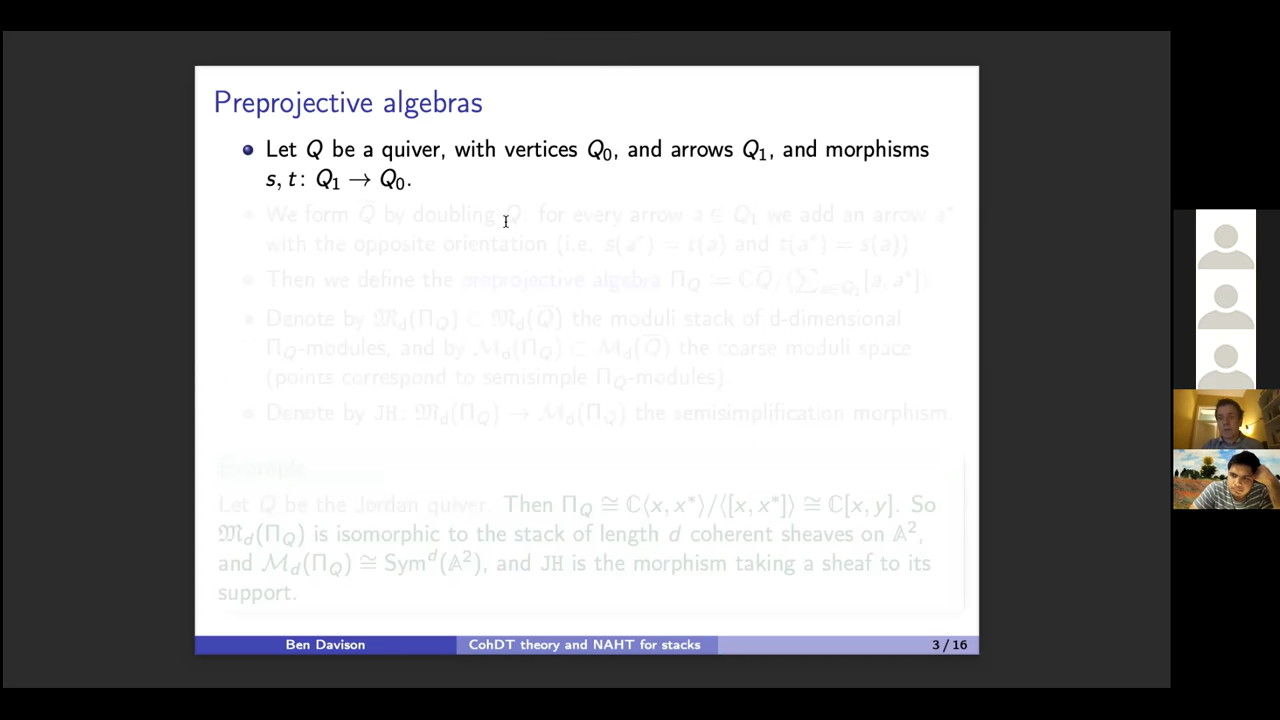 Preprojective algebras
Let Q be a quiver, with vertices Q₀, and arrows Q₁, and morphisms
s, t: Q₁ → Q₀.
We form Q̅ by doubling Q: for every arrow a ∈ Q₁ we add an arrow a*
with the opposite orientation (i.e. s(a*) = t(a) and t(a*) = s(a))
Then we define the preprojective algebra Π_Q := ℂQ̅/⟨∑_{a∈Q₁}[a, a*]⟩.
Denote by 𝔐_d(Π_Q) ⊂ 𝔐_d(Q̅) the moduli stack of d-dimensional
Π_Q-modules, and by ℳ_d(Π_Q) ⊂ ℳ_d(Q̅) the coarse moduli space
(points correspond to semisimple Π_Q-modules)
Denote by JH: 𝔐_d(Π_Q) → ℳ_d(Π_Q) the semisimplification morphism.
Example
Let Q be the Jordan quiver. Then Π_Q ≅ ℂ⟨x, x*⟩/⟨[x, x*]⟩ ≅ ℂ[x, y]. So
𝔐_d(Π_Q) is isomorphic to the stack of length d coherent sheaves on 𝔸²,
and ℳ_d(Π_Q) ≅ Symᵈ(𝔸²), and JH is the morphism taking a sheaf to its
support.
Ben Davison
CohDT theory and NAHT for stacks
3 / 16